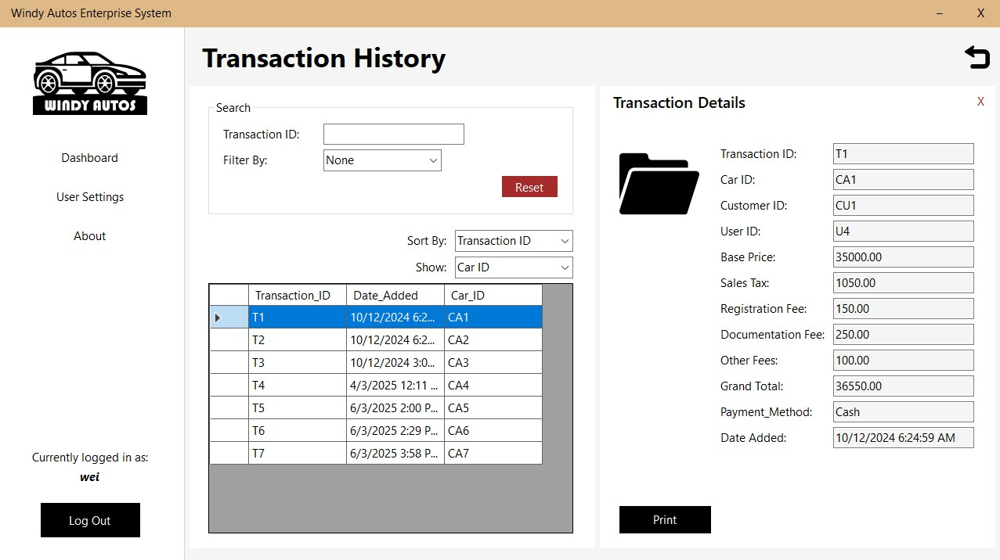 Windy Autos Enterprise System
– X
WINDY AUTOS
Dashboard
User Settings
About
Currently logged in as:
wei
Log Out
Transaction History
Search
Transaction ID:
Filter By: None
Reset
Sort By: Transaction ID
Show: Car ID
Transaction_ID Date_Added Car_ID
T1 10/12/2024 6:2... CA1
T2 10/12/2024 6:2... CA2
T3 10/12/2024 3:0... CA3
T4 4/3/2025 12:11 ... CA4
T5 6/3/2025 2:00 P... CA5
T6 6/3/2025 2:29 P... CA6
T7 6/3/2025 3:58 P... CA7
Transaction Details X
Transaction ID: T1
Car ID: CA1
Customer ID: CU1
User ID: U4
Base Price: 35000.00
Sales Tax: 1050.00
Registration Fee: 150.00
Documentation Fee: 250.00
Other Fees: 100.00
Grand Total: 36550.00
Payment_Method: Cash
Date Added: 10/12/2024 6:24:59 AM
Print